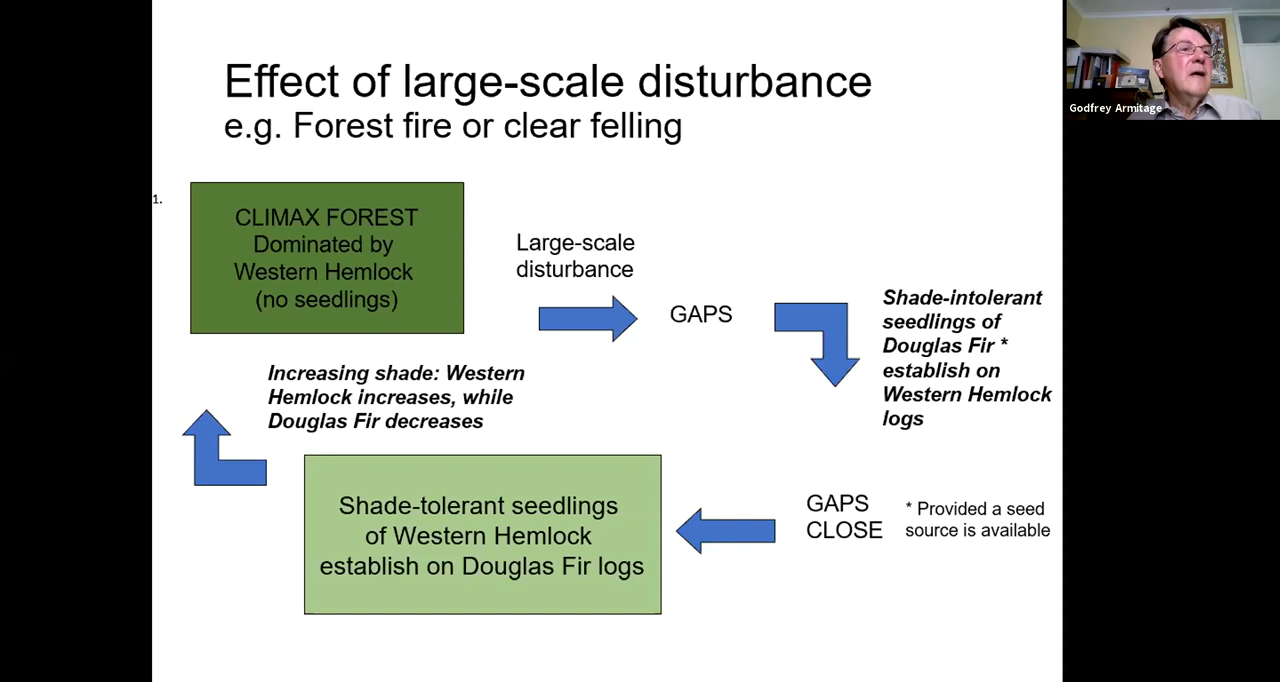 Effect of large-scale disturbance
e.g. Forest fire or clear felling
1.
CLIMAX FOREST
Dominated by
Western Hemlock
(no seedlings)
Large-scale
disturbance
GAPS
Shade-intolerant
seedlings of
Douglas Fir *
establish on
Western Hemlock
logs
Increasing shade: Western
Hemlock increases, while
Douglas Fir decreases
Shade-tolerant seedlings
of Western Hemlock
establish on Douglas Fir logs
GAPS
CLOSE
* Provided a seed
source is available
Godfrey Armitage